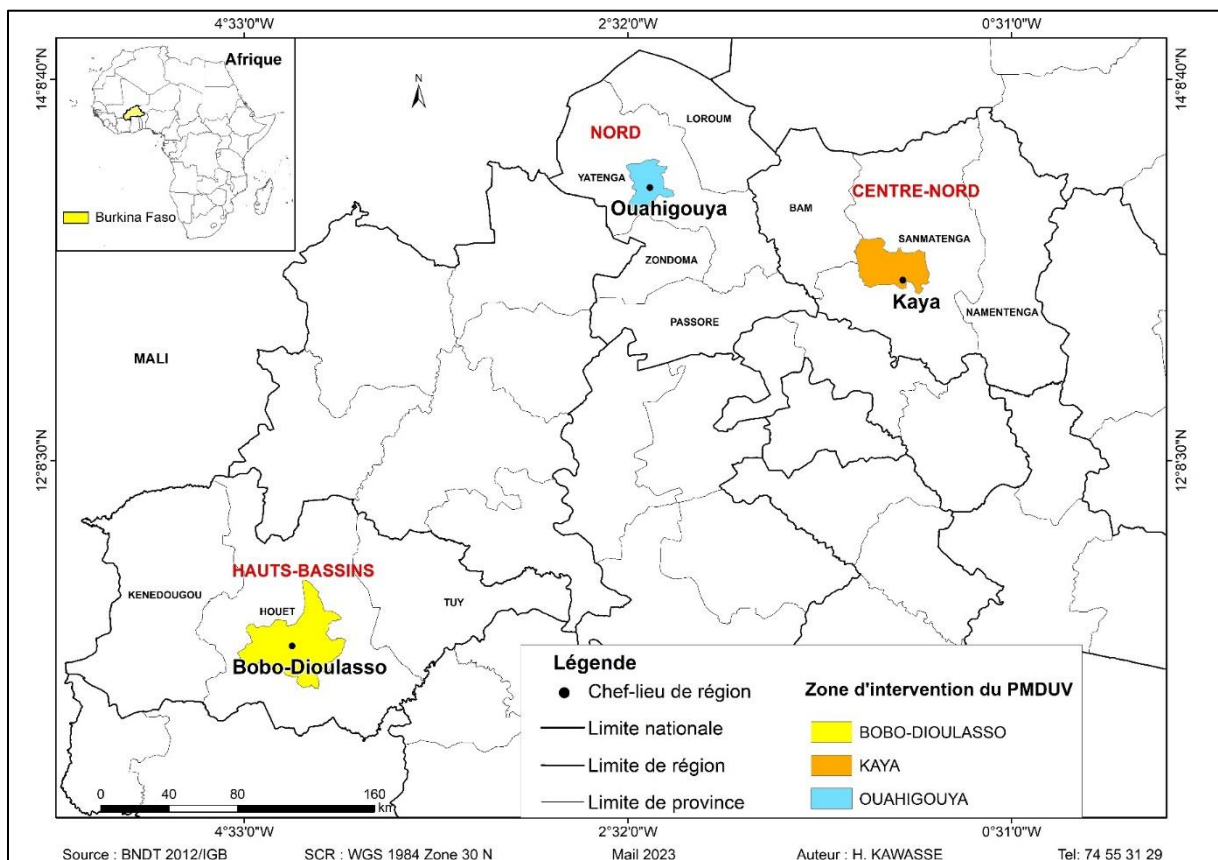 4°33'0"W
2°32'0"W
0°31'0"W
14°8'40"N
14°8'40"N
Afrique
Burkina Faso
N
NORD
LOROUM
YATENGA
Ouahigouya
CENTRE-NORD
BAM
SANMATENGA
ZONDOMA
Kaya
NAMENTENGA
PASSORE
MALI
12°8'30"N
12°8'30"N
HAUTS-BASSINS
KENEDOUGOU
HOUET
TUY
Bobo-Dioulasso
Légende
Chef-lieu de région
Limite nationale
Limite de région
Limite de province
Zone d'intervention du PMDUV
BOBO-DIOULASSO
KAYA
OUAHIGOUYA
0 40 80 160
km
4°33'0"W
2°32'0"W
0°31'0"W
Source : BNDT 2012/IGB SCR : WGS 1984 Zone 30 N Mail 2023 Auteur : H. KAWASSE Tel: 74 55 31 29